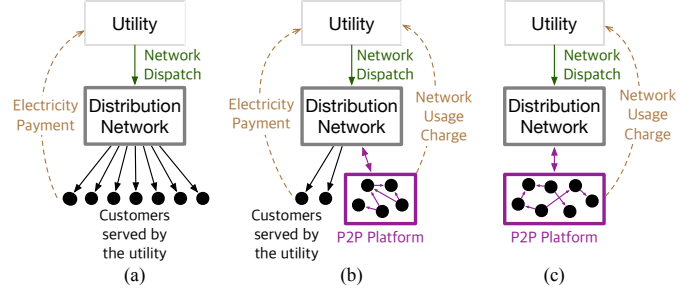 Utility
Network
Dispatch
Electricity
Payment
Distribution
Network
Customers
served by
the utility
(a)
Utility
Network
Dispatch
Electricity
Payment
Distribution
Network
Network
Usage
Charge
Customers
served by
the utility
P2P Platform
(b)
Utility
Network
Dispatch
Distribution
Network
Network
Usage
Charge
P2P Platform
(c)